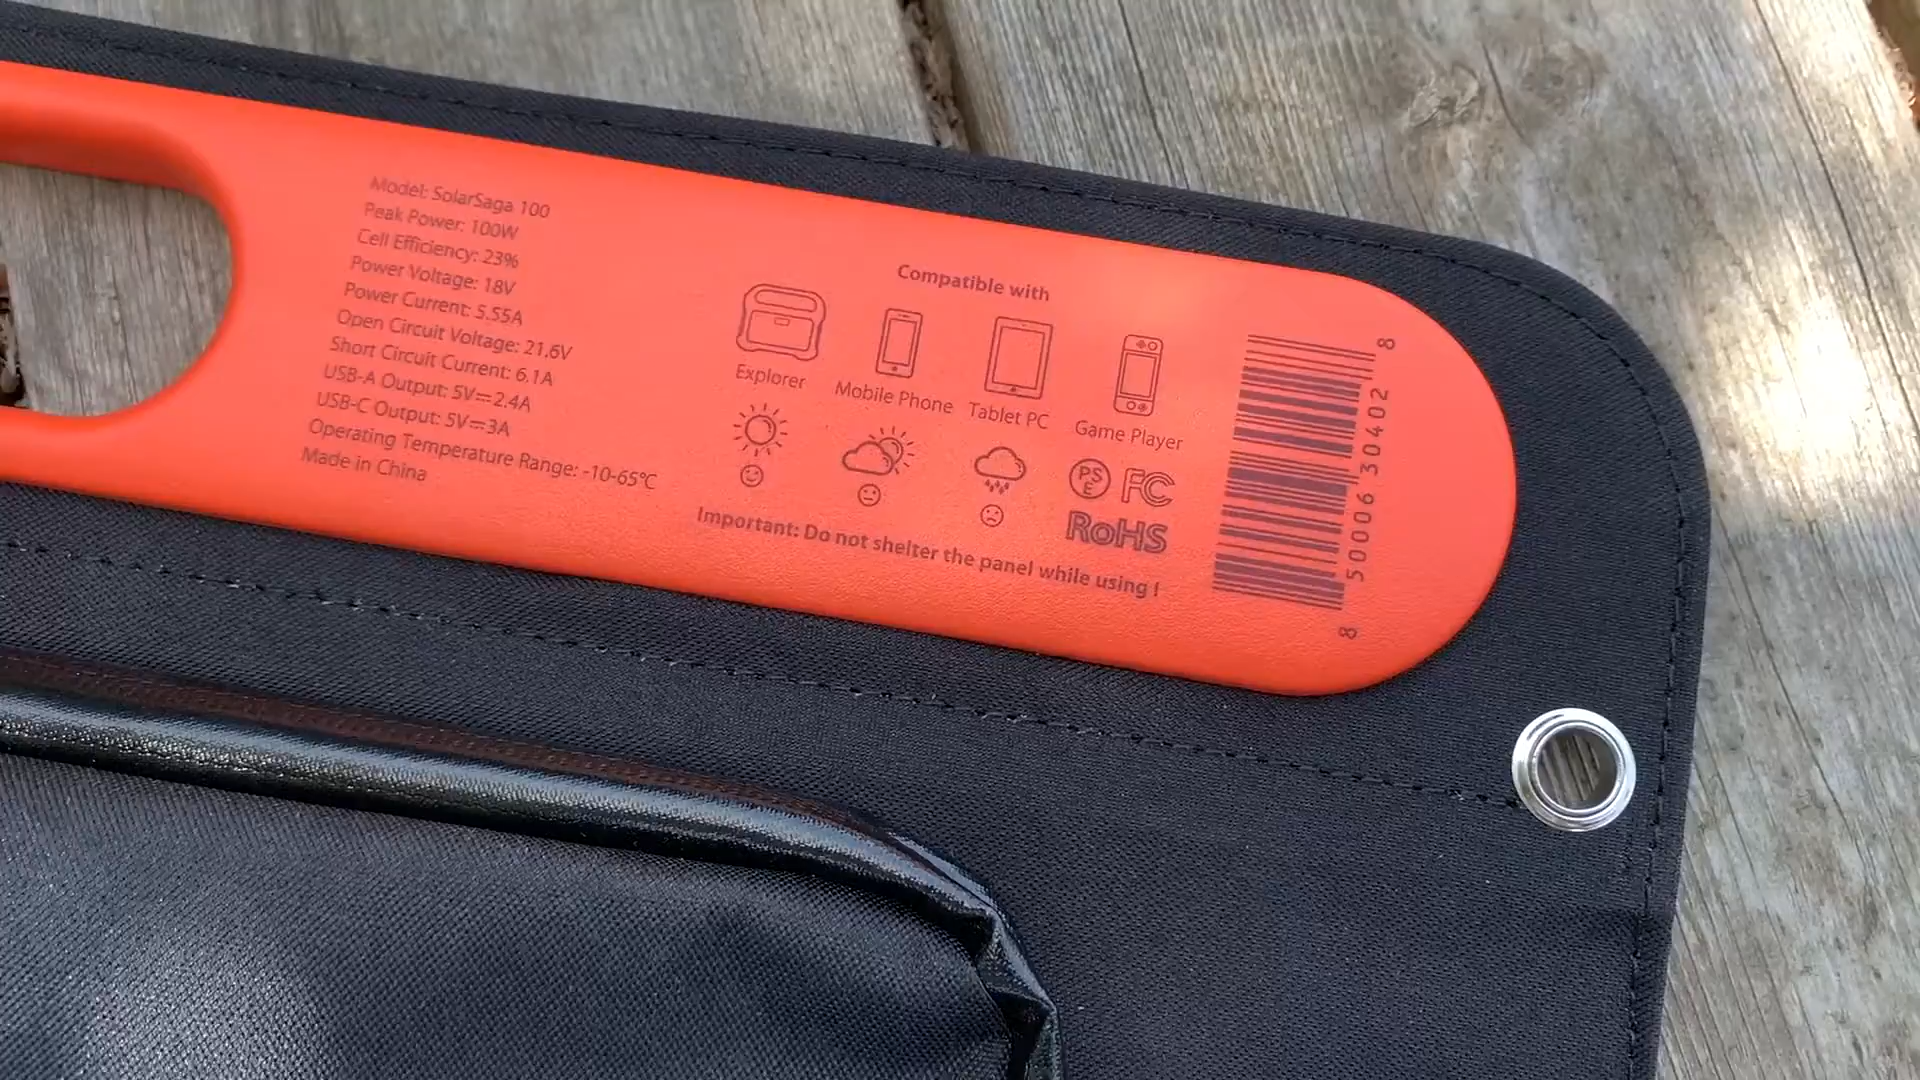 Model: SolarSaga 100
Peak Power: 100W
Cell Efficiency: 23%
Power Voltage: 18V
Power Current: 5.55A
Open Circuit Voltage: 21.6V
Short Circuit Current: 6.1A
USB-A Output: 5V⎓2.4A
USB-C Output: 5V⎓3A
Operating Temperature Range: -10-65℃
Made in China
Compatible with
Explorer
Mobile Phone
Tablet PC
Game Player
PSE FC
RoHS
Important: Do not shelter the panel while using !
8 50006 30402 8